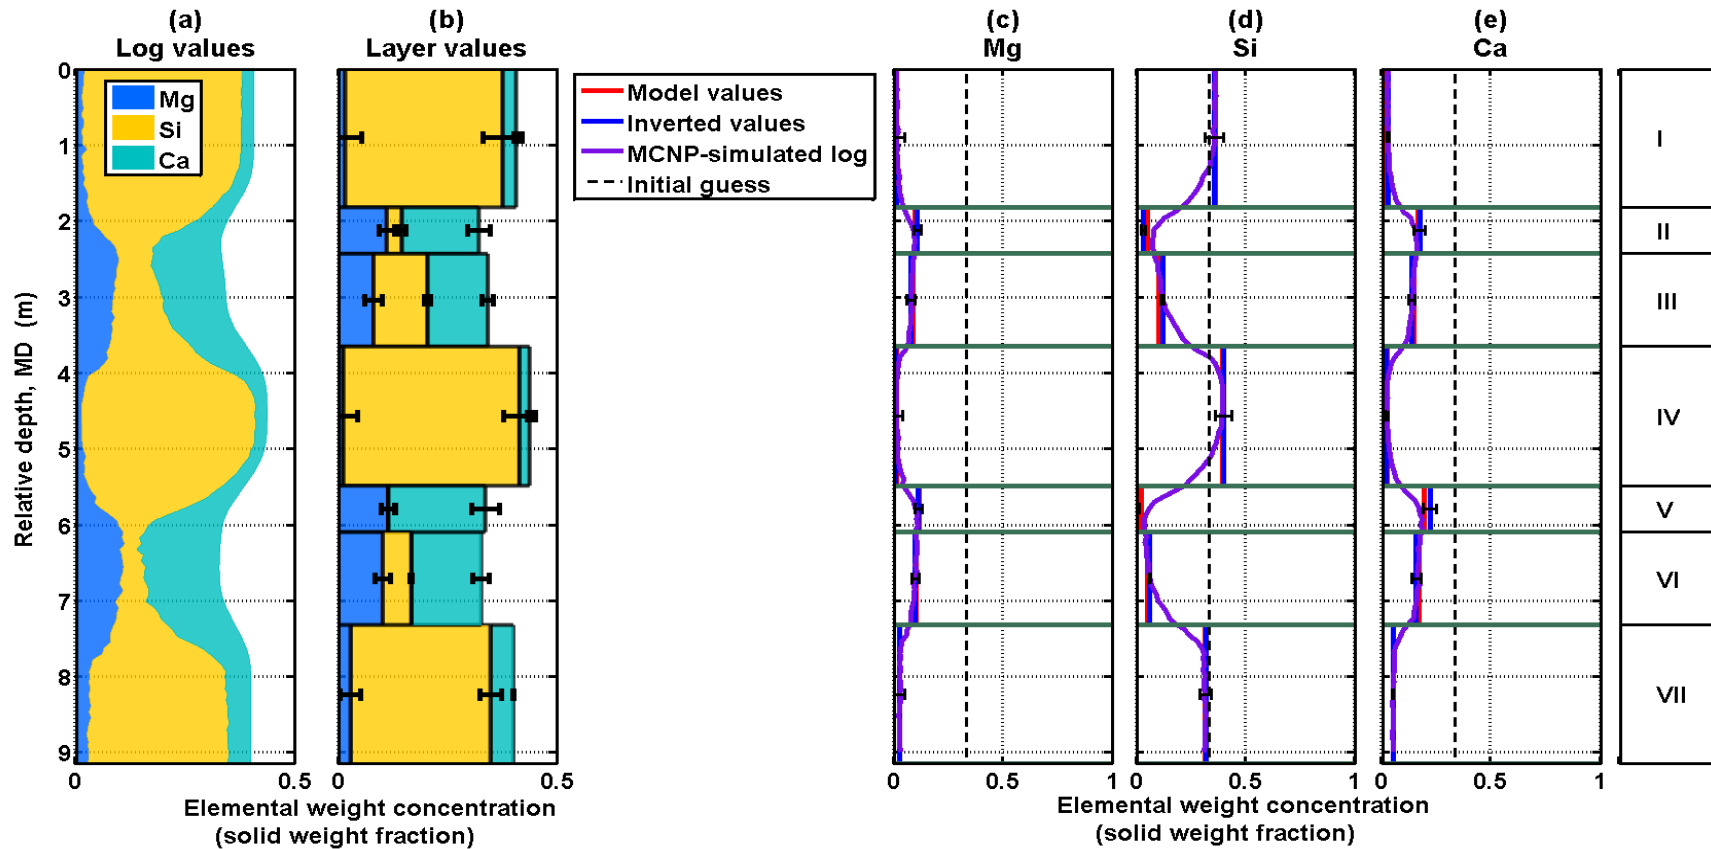 (a)
Log values
(b)
Layer values
(c)
Mg
(d)
Si
(e)
Ca
Mg
Si
Ca
Model values
Inverted values
MCNP-simulated log
Initial guess
Relative depth, MD (m)
0
1
2
3
4
5
6
7
8
9
0
0.5
0
0.5
0
0.5
1
0
0.5
1
0
0.5
1
Elemental weight concentration
(solid weight fraction)
Elemental weight concentration
(solid weight fraction)
I
II
III
IV
V
VI
VII